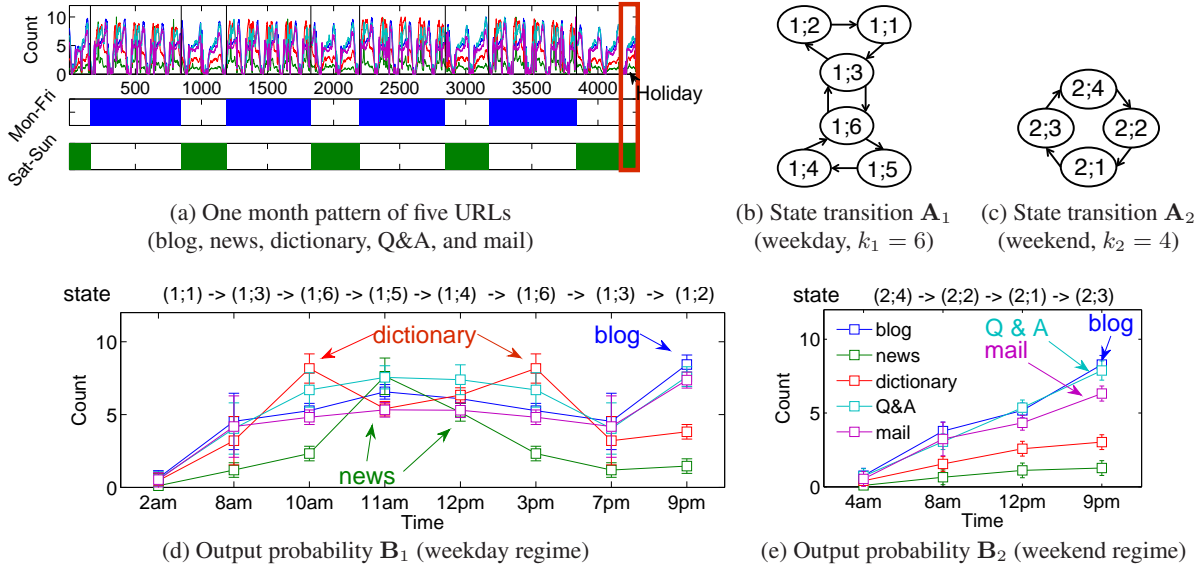 Count
10
5
0
500 1000 1500 2000 2500 3000 3500 4000
Holiday
Mon-Fri
Sat-Sun
(a) One month pattern of five URLs
(blog, news, dictionary, Q&A, and mail)
1;2 1;1
1;3
1;6
1;4 1;5
(b) State transition A1
(weekday, k1 = 6)
2;4
2;3 2;2
2;1
(c) State transition A2
(weekend, k2 = 4)
state (1;1) -> (1;3) -> (1;6) -> (1;5) -> (1;4) -> (1;6) -> (1;3) -> (1;2)
Count
10
5
0
dictionary
blog
news
2am 8am 10am 11am 12pm 3pm 7pm 9pm
Time
(d) Output probability B1 (weekday regime)
state (2;4) -> (2;2) -> (2;1) -> (2;3)
Count
10
5
0
blog
news
dictionary
Q&A
mail
Q & A
blog
mail
4am 8am 12pm 9pm
Time
(e) Output probability B2 (weekend regime)